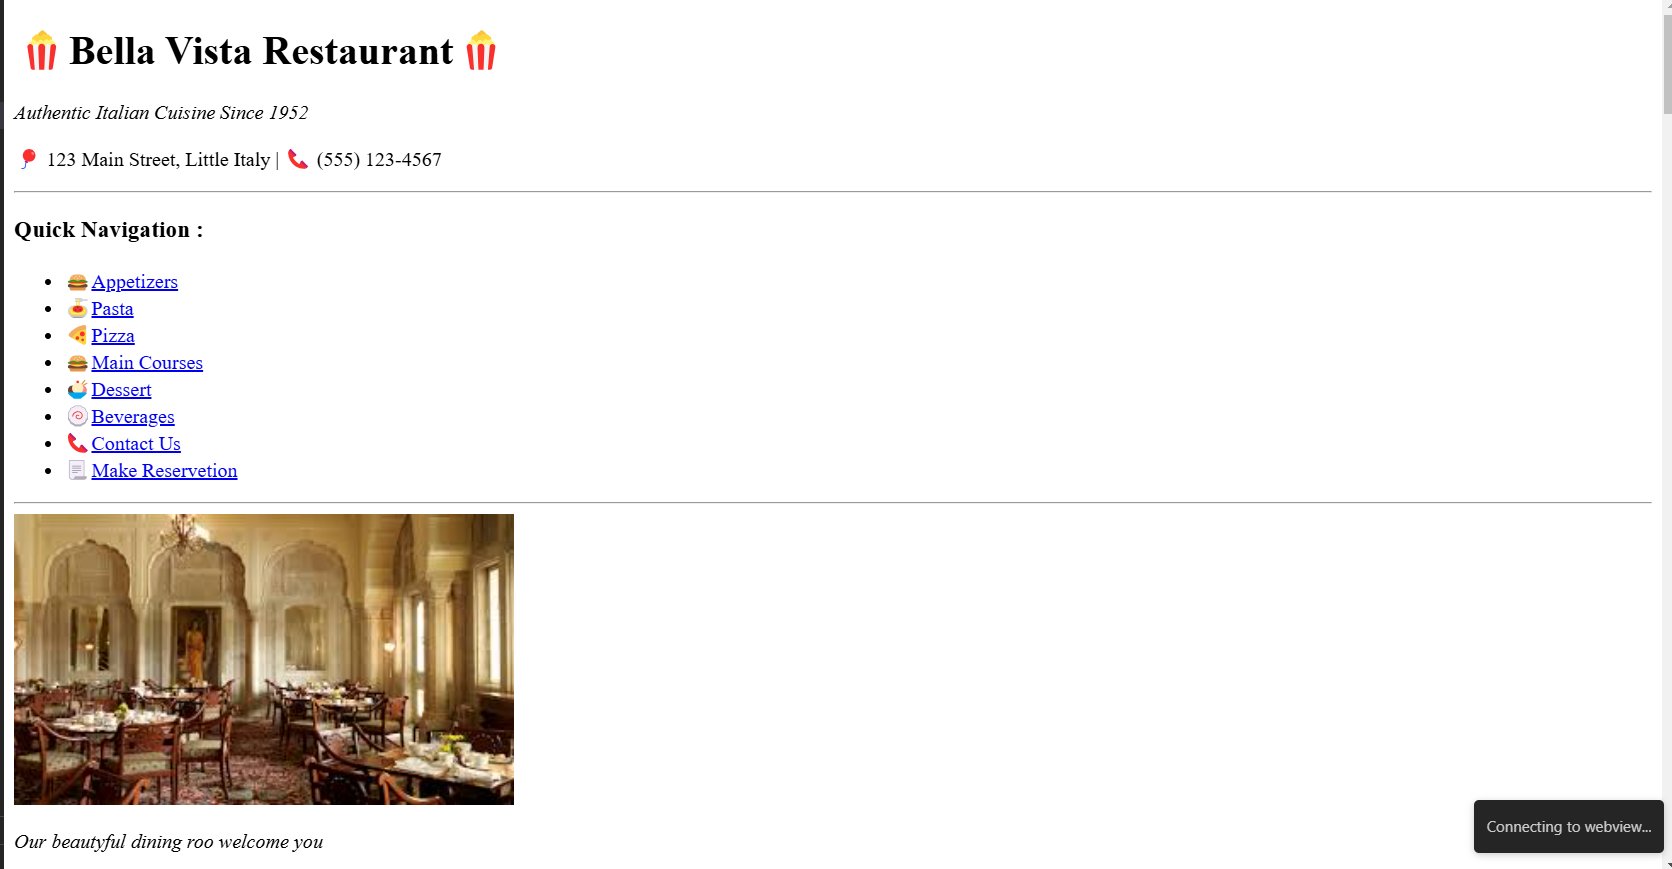 🍿 Bella Vista Restaurant 🍿
Authentic Italian Cuisine Since 1952
🎈 123 Main Street, Little Italy | 📞 (555) 123-4567
Quick Navigation :
• 🍔Appetizers
• 🍝Pasta
• 🍕Pizza
• 🍔Main Courses
• 🍧Dessert
• 🍥Beverages
• 📞Contact Us
• 📃Make Reservetion
Our beautyful dining roo welcome you
Connecting to webview...